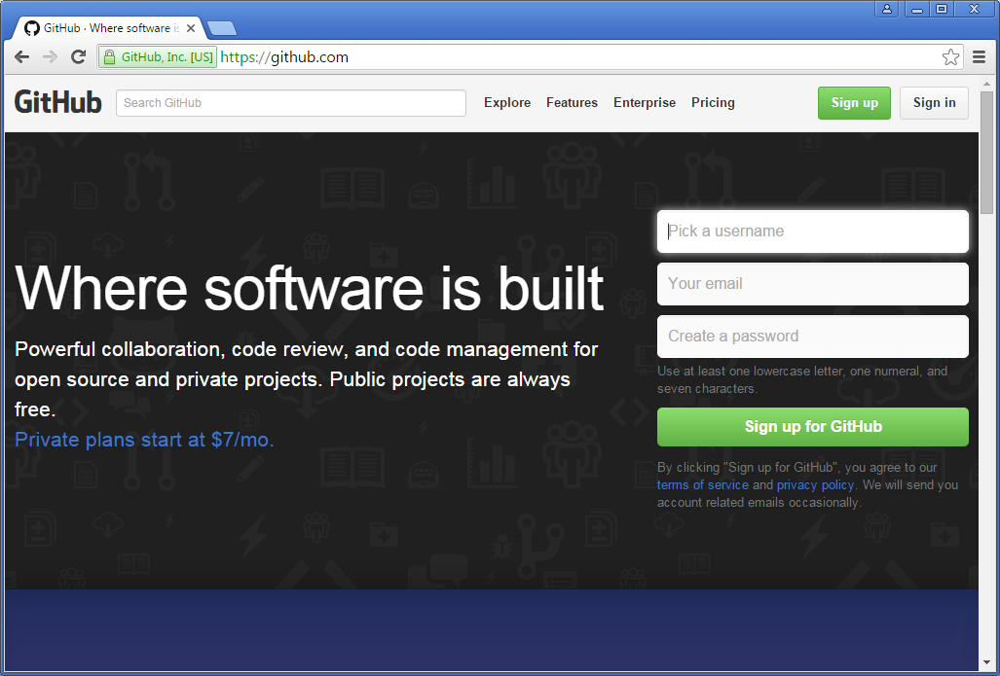 GitHub · Where software is
GitHub, Inc. [US] https://github.com
GitHub Search GitHub Explore Features Enterprise Pricing Sign up Sign in
Where software is built
Powerful collaboration, code review, and code management for
open source and private projects. Public projects are always
free.
Private plans start at $7/mo.
Pick a username
Your email
Create a password
Use at least one lowercase letter, one numeral, and
seven characters.
Sign up for GitHub
By clicking "Sign up for GitHub", you agree to our
terms of service and privacy policy. We will send you
account related emails occasionally.